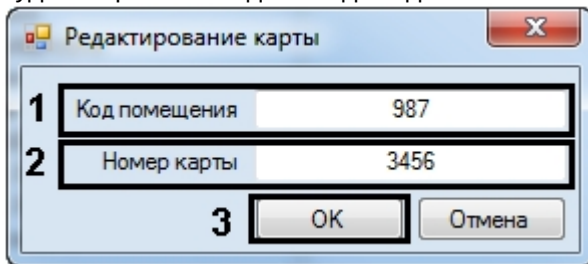 Редактирование карты
1 Код помещения 987
2 Номер карты 3456
3 OK Отмена